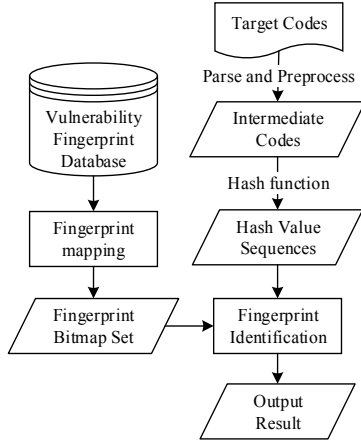 Target Codes
Parse and Preprocess
Vulnerability
Fingerprint
Database
Intermediate
Codes
Hash function
Fingerprint
mapping
Hash Value
Sequences
Fingerprint
Bitmap Set
Fingerprint
Identification
Output
Result